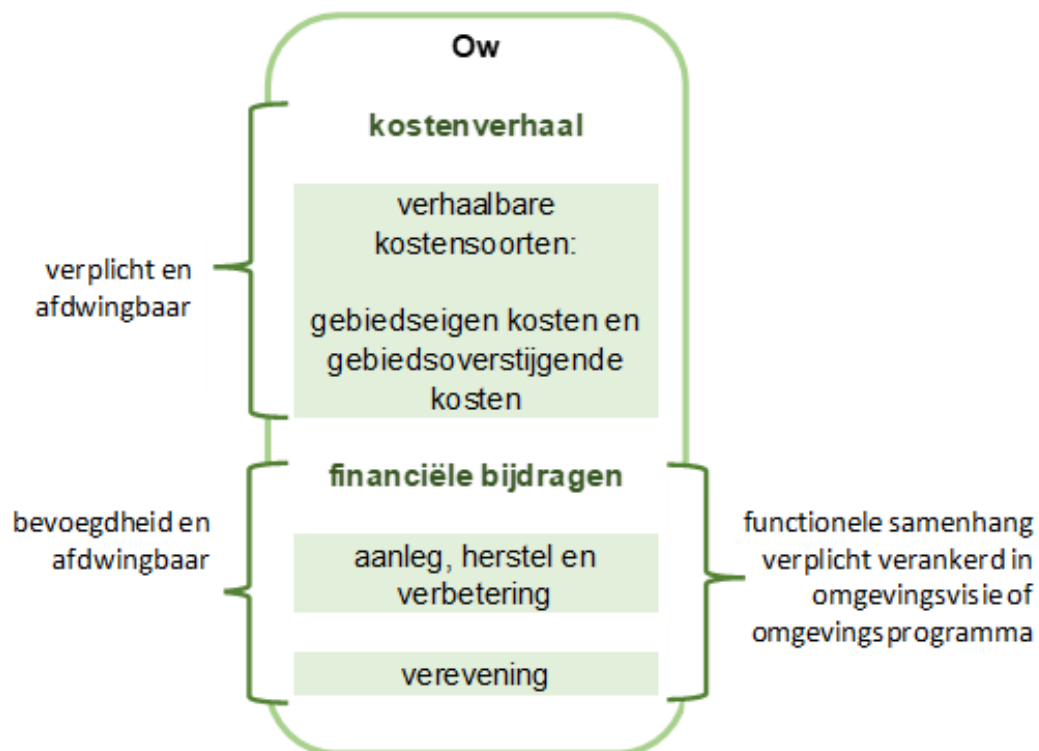 Ow
kostenverhaal
verhaalbare
kostensoorten:
gebiedseigen kosten en
gebiedsoverstijgende
kosten
verplicht en
afdwingbaar
financiële bijdragen
aanleg, herstel en
verbetering
verevening
bevoegdheid en
afdwingbaar
functionele samenhang
verplicht verankerd in
omgevingsvisie of
omgevingsprogramma